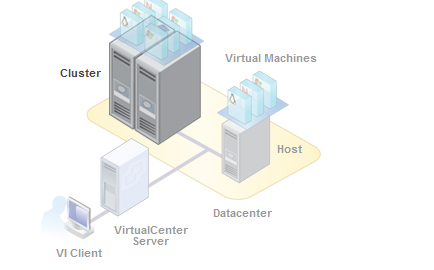 Virtual Machines
Cluster
Host
Datacenter
VirtualCenter
Server
VI Client